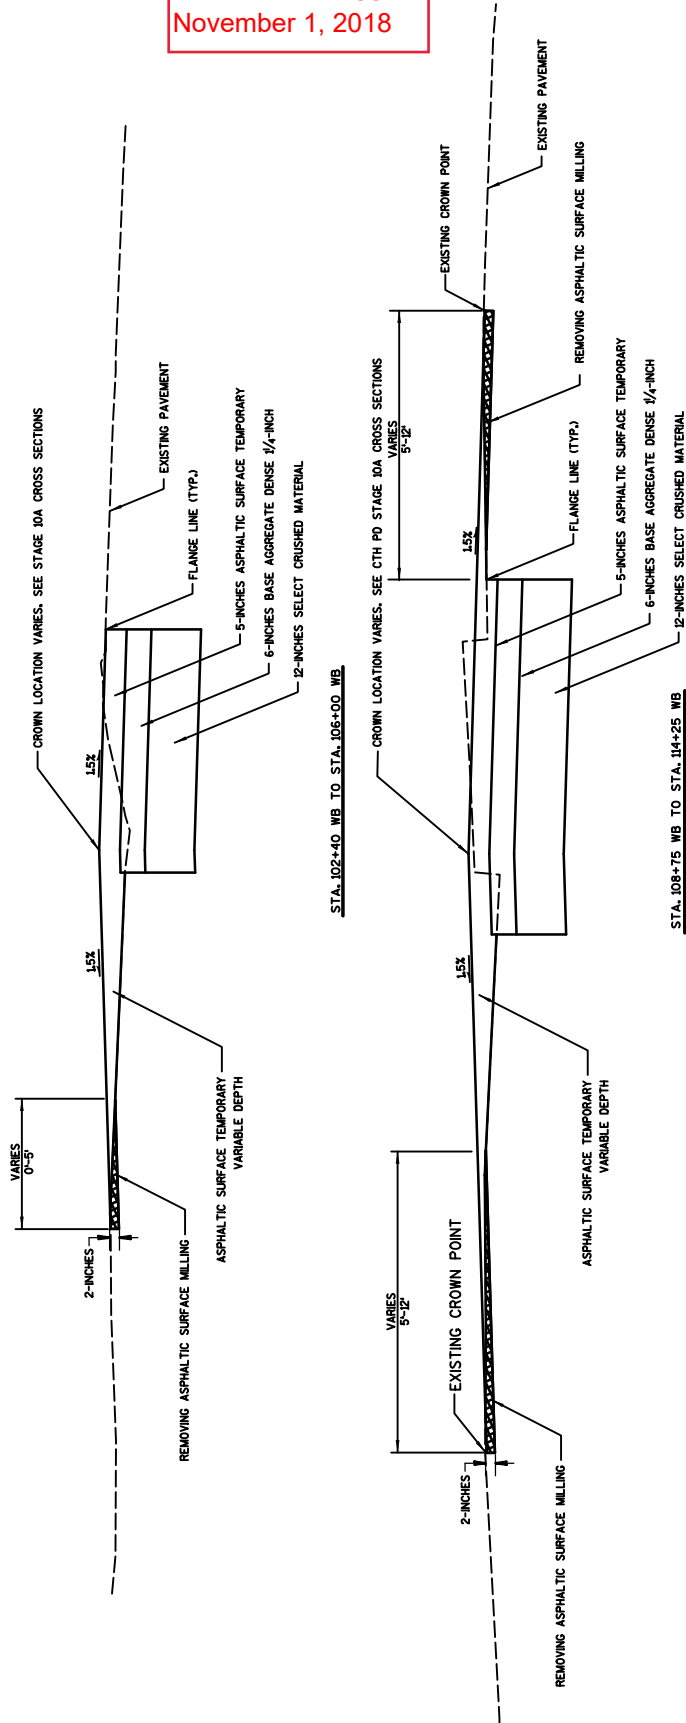 November 1, 2018
CROWN LOCATION VARIES. SEE STAGE 10A CROSS SECTIONS
VARIES
0'-5'
2-INCHES
1.5%
1.5%
EXISTING PAVEMENT
FLANGE LINE (TYP.)
5-INCHES ASPHALTIC SURFACE TEMPORARY
6-INCHES BASE AGGREGATE DENSE 1¼-INCH
12-INCHES SELECT CRUSHED MATERIAL
ASPHALTIC SURFACE TEMPORARY
VARIABLE DEPTH
REMOVING ASPHALTIC SURFACE MILLING
STA. 102+40 WB TO STA. 106+00 WB
CROWN LOCATION VARIES. SEE CTH PD STAGE 10A CROSS SECTIONS
VARIES
5'-12'
EXISTING CROWN POINT
2-INCHES
1.5%
1.5%
VARIES
5'-12'
EXISTING CROWN POINT
EXISTING PAVEMENT
REMOVING ASPHALTIC SURFACE MILLING
FLANGE LINE (TYP.)
5-INCHES ASPHALTIC SURFACE TEMPORARY
6-INCHES BASE AGGREGATE DENSE 1¼-INCH
12-INCHES SELECT CRUSHED MATERIAL
ASPHALTIC SURFACE TEMPORARY
VARIABLE DEPTH
REMOVING ASPHALTIC SURFACE MILLING
STA. 108+75 WB TO STA. 114+25 WB